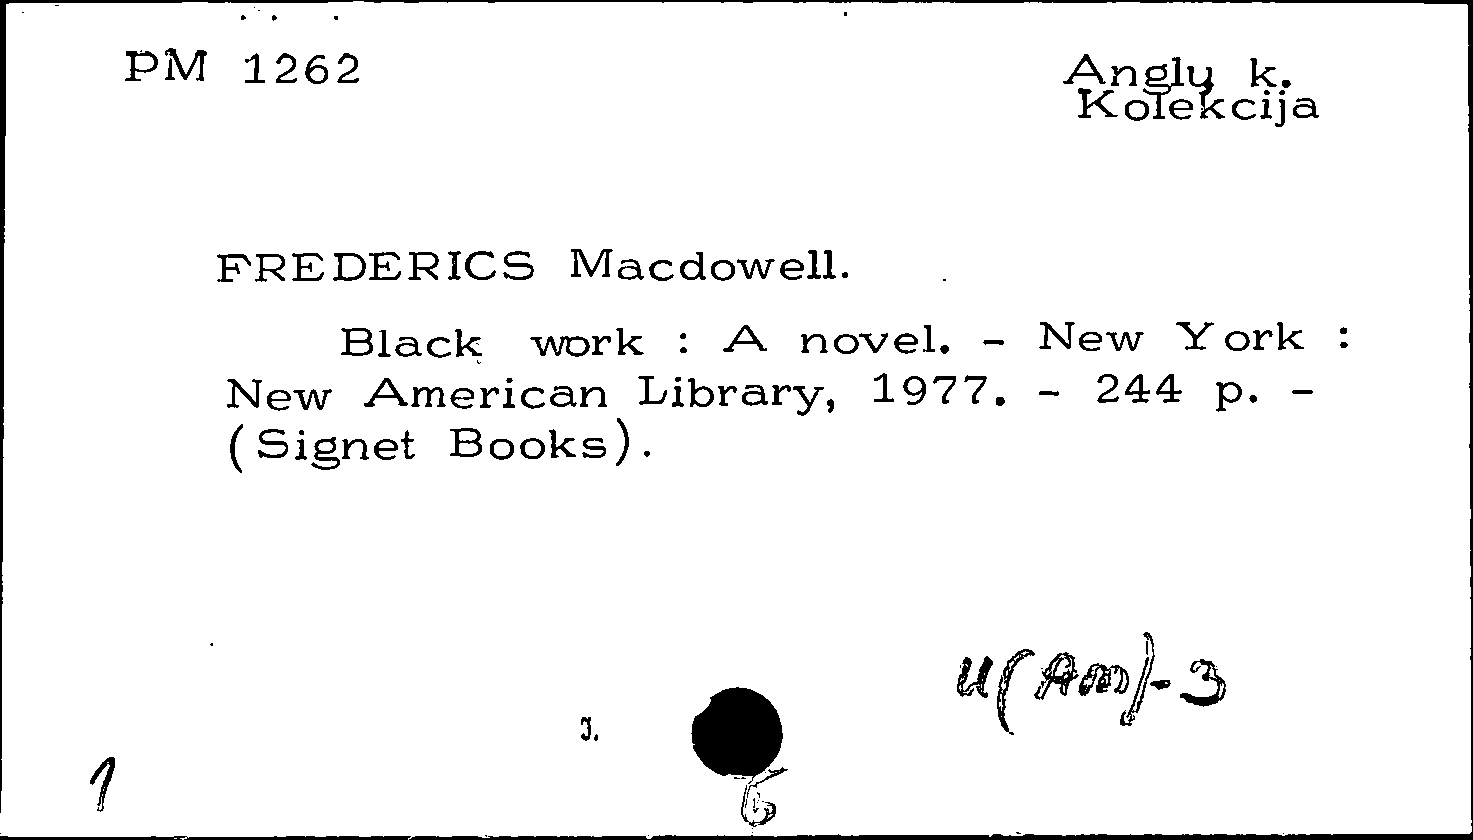 PM 1262
Anglų k.
Kolekcija
FREDERICS Macdowell.
Black work : A novel. - New York :
New American Library, 1977. - 244 p. -
(Signet Books).
И(Ам)-3
J.
1
6